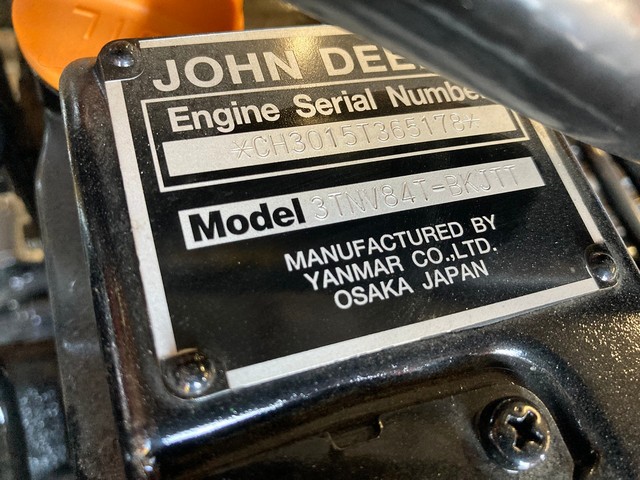 JOHN DEE
Engine Serial Numbe
*CH3015T365178*
Model 3TNV84T-BKJTT
MANUFACTURED BY
YANMAR CO.,LTD.
OSAKA JAPAN